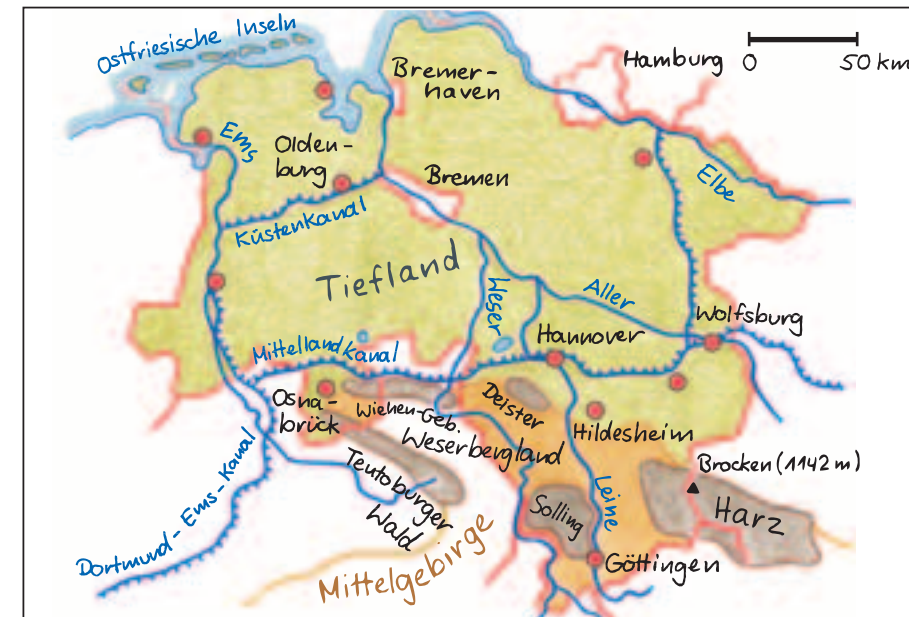 Ostfriesische Inseln
Hamburg
0 50 km
Bremer-
haven
Ems
Olden-
burg
Bremen
Elbe
Küstenkanal
Tiefland
Weser
Aller
Wolfsburg
Hannover
Mittellandkanal
Osna-
brück
Wiehen-Geb.
Deister
Weserbergland
Hildesheim
Teutoburger
Wald
Brocken (1142 m)
Harz
Solling
Leine
Göttingen
Dortmund-Ems-Kanal
Mittelgebirge